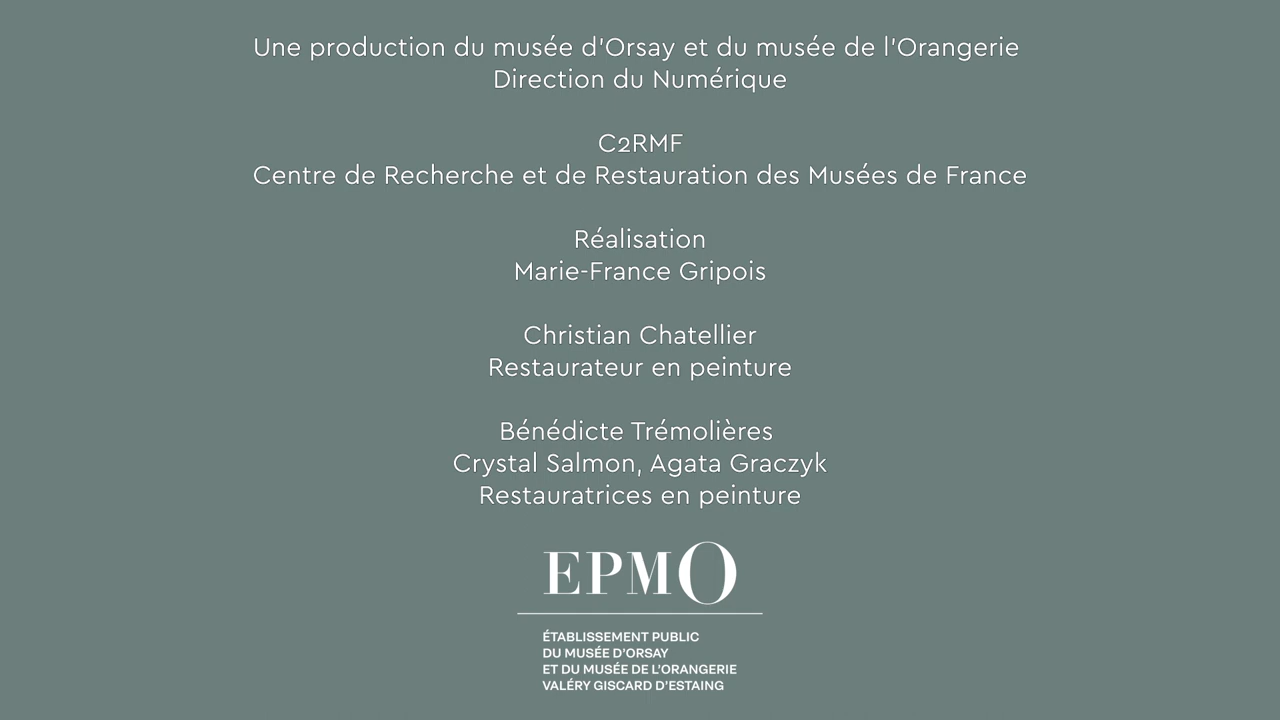 Une production du musée d'Orsay et du musée de l'Orangerie
Direction du Numérique
C2RMF
Centre de Recherche et de Restauration des Musées de France
Réalisation
Marie-France Gripois
Christian Chatellier
Restaurateur en peinture
Bénédicte Trémolières
Crystal Salmon, Agata Graczyk
Restauratrices en peinture
EPMO
ÉTABLISSEMENT PUBLIC
DU MUSÉE D'ORSAY
ET DU MUSÉE DE L'ORANGERIE
VALÉRY GISCARD D'ESTAING